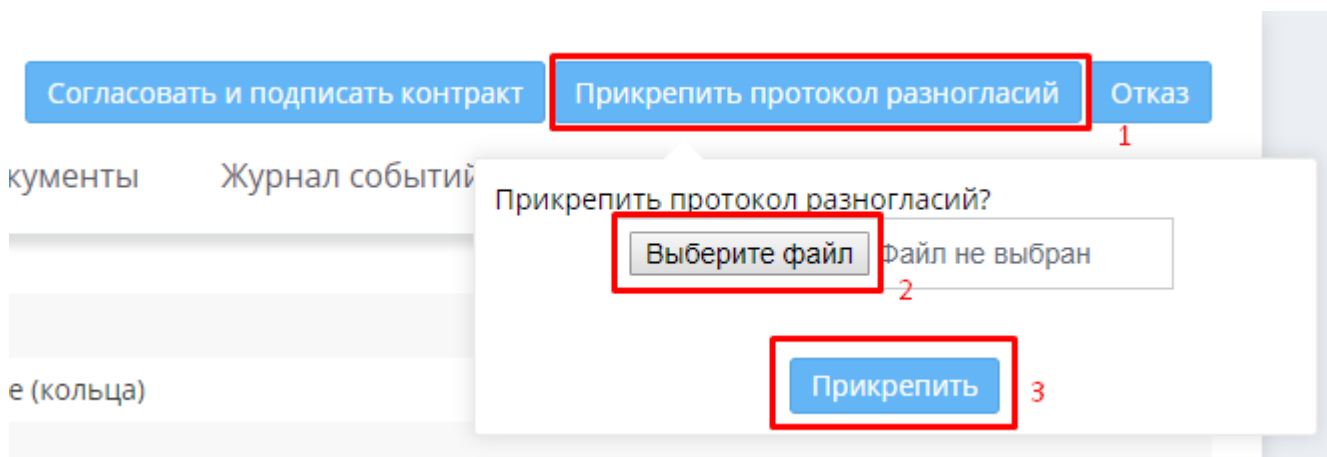 Согласовать и подписать контракт Прикрепить протокол разногласий Отказ
1
кументы Журнал событий
Прикрепить протокол разногласий?
Выберите файл Файл не выбран
2
Прикрепить 3
е (кольца)